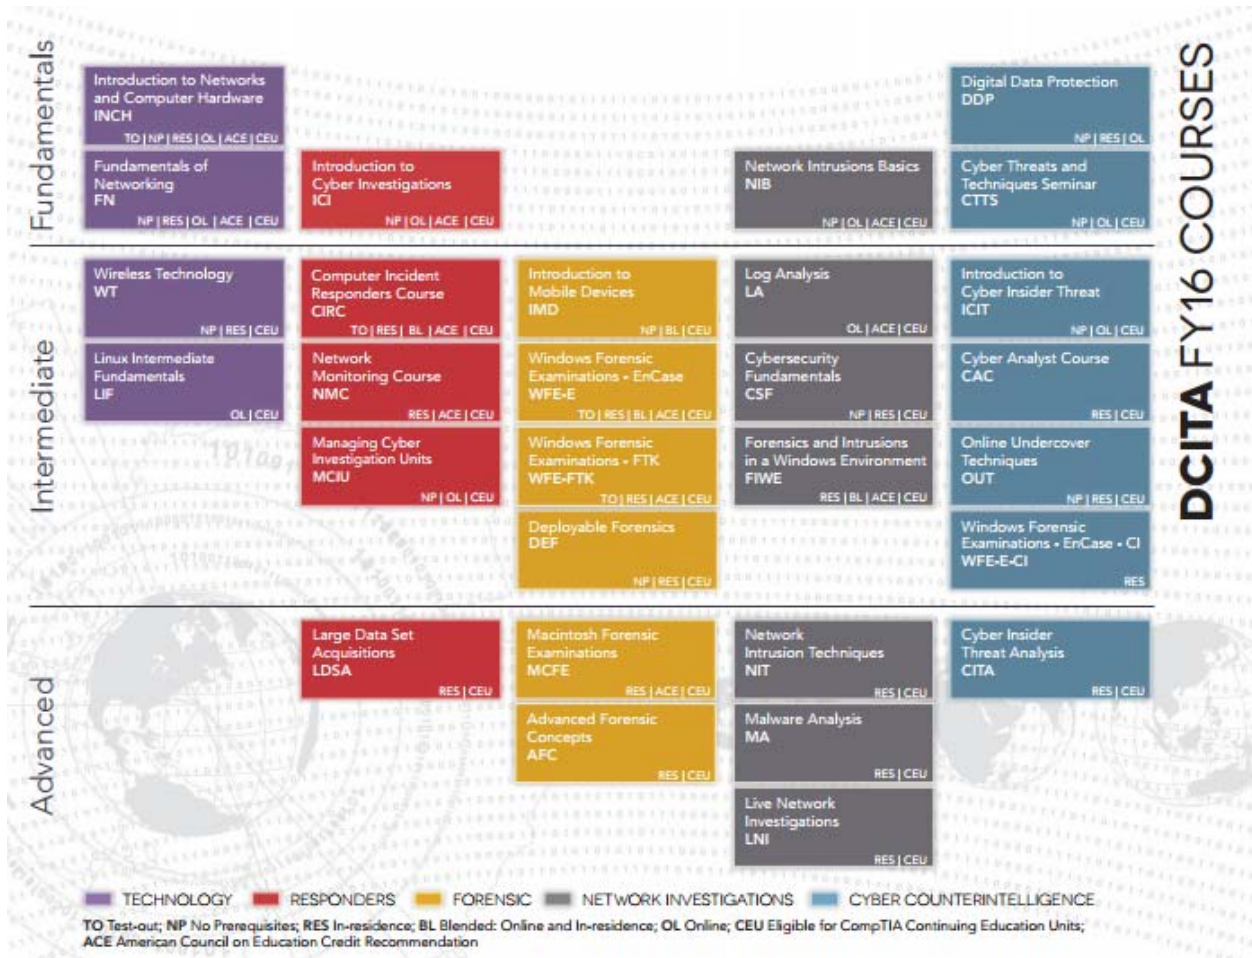 DCITA FY16 COURSES
Fundamentals
Introduction to Networks
and Computer Hardware
INCH
TO | NP | RES | OL | ACE | CEU
Fundamentals of
Networking
FN
NP | RES | OL | ACE | CEU
Introduction to
Cyber Investigations
ICI
NP | OL | ACE | CEU
Network Intrusions Basics
NIB
NP | OL | ACE | CEU
Digital Data Protection
DDP
NP | RES | OL
Cyber Threats and
Techniques Seminar
CTTS
NP | OL | CEU
Intermediate
Wireless Technology
WT
NP | RES | CEU
Linux Intermediate
Fundamentals
LIF
OL | CEU
Computer Incident
Responders Course
CIRC
TO | RES | BL | ACE | CEU
Network
Monitoring Course
NMC
RES | ACE | CEU
Managing Cyber
Investigation Units
MCIU
NP | OL | CEU
Introduction to
Mobile Devices
IMD
NP | BL | CEU
Windows Forensic
Examinations - EnCase
WFE-E
TO | RES | BL | ACE | CEU
Windows Forensic
Examinations - FTK
WFE-FTK
TO | RES | ACE | CEU
Deployable Forensics
DEF
NP | RES | CEU
Log Analysis
LA
OL | ACE | CEU
Cybersecurity
Fundamentals
CSF
NP | RES | CEU
Forensics and Intrusions
in a Windows Environment
FIWE
RES | BL | ACE | CEU
Introduction to
Cyber Insider Threat
ICIT
NP | OL | CEU
Cyber Analyst Course
CAC
RES | CEU
Online Undercover
Techniques
OUT
NP | RES | CEU
Windows Forensic
Examinations - EnCase - CI
WFE-E-CI
RES
Advanced
Large Data Set
Acquisitions
LDSA
RES | CEU
Macintosh Forensic
Examinations
MCFE
RES | ACE | CEU
Advanced Forensic
Concepts
AFC
RES | CEU
Network
Intrusion Techniques
NIT
RES | CEU
Malware Analysis
MA
RES | CEU
Live Network
Investigations
LNI
RES | CEU
Cyber Insider
Threat Analysis
CITA
RES | CEU
TECHNOLOGY RESPONDERS FORENSIC NETWORK INVESTIGATIONS CYBER COUNTERINTELLIGENCE
TO Test-out; NP No Prerequisites; RES In-residence; BL Blended: Online and In-residence; OL Online; CEU Eligible for CompTIA Continuing Education Units;
ACE American Council on Education Credit Recommendation